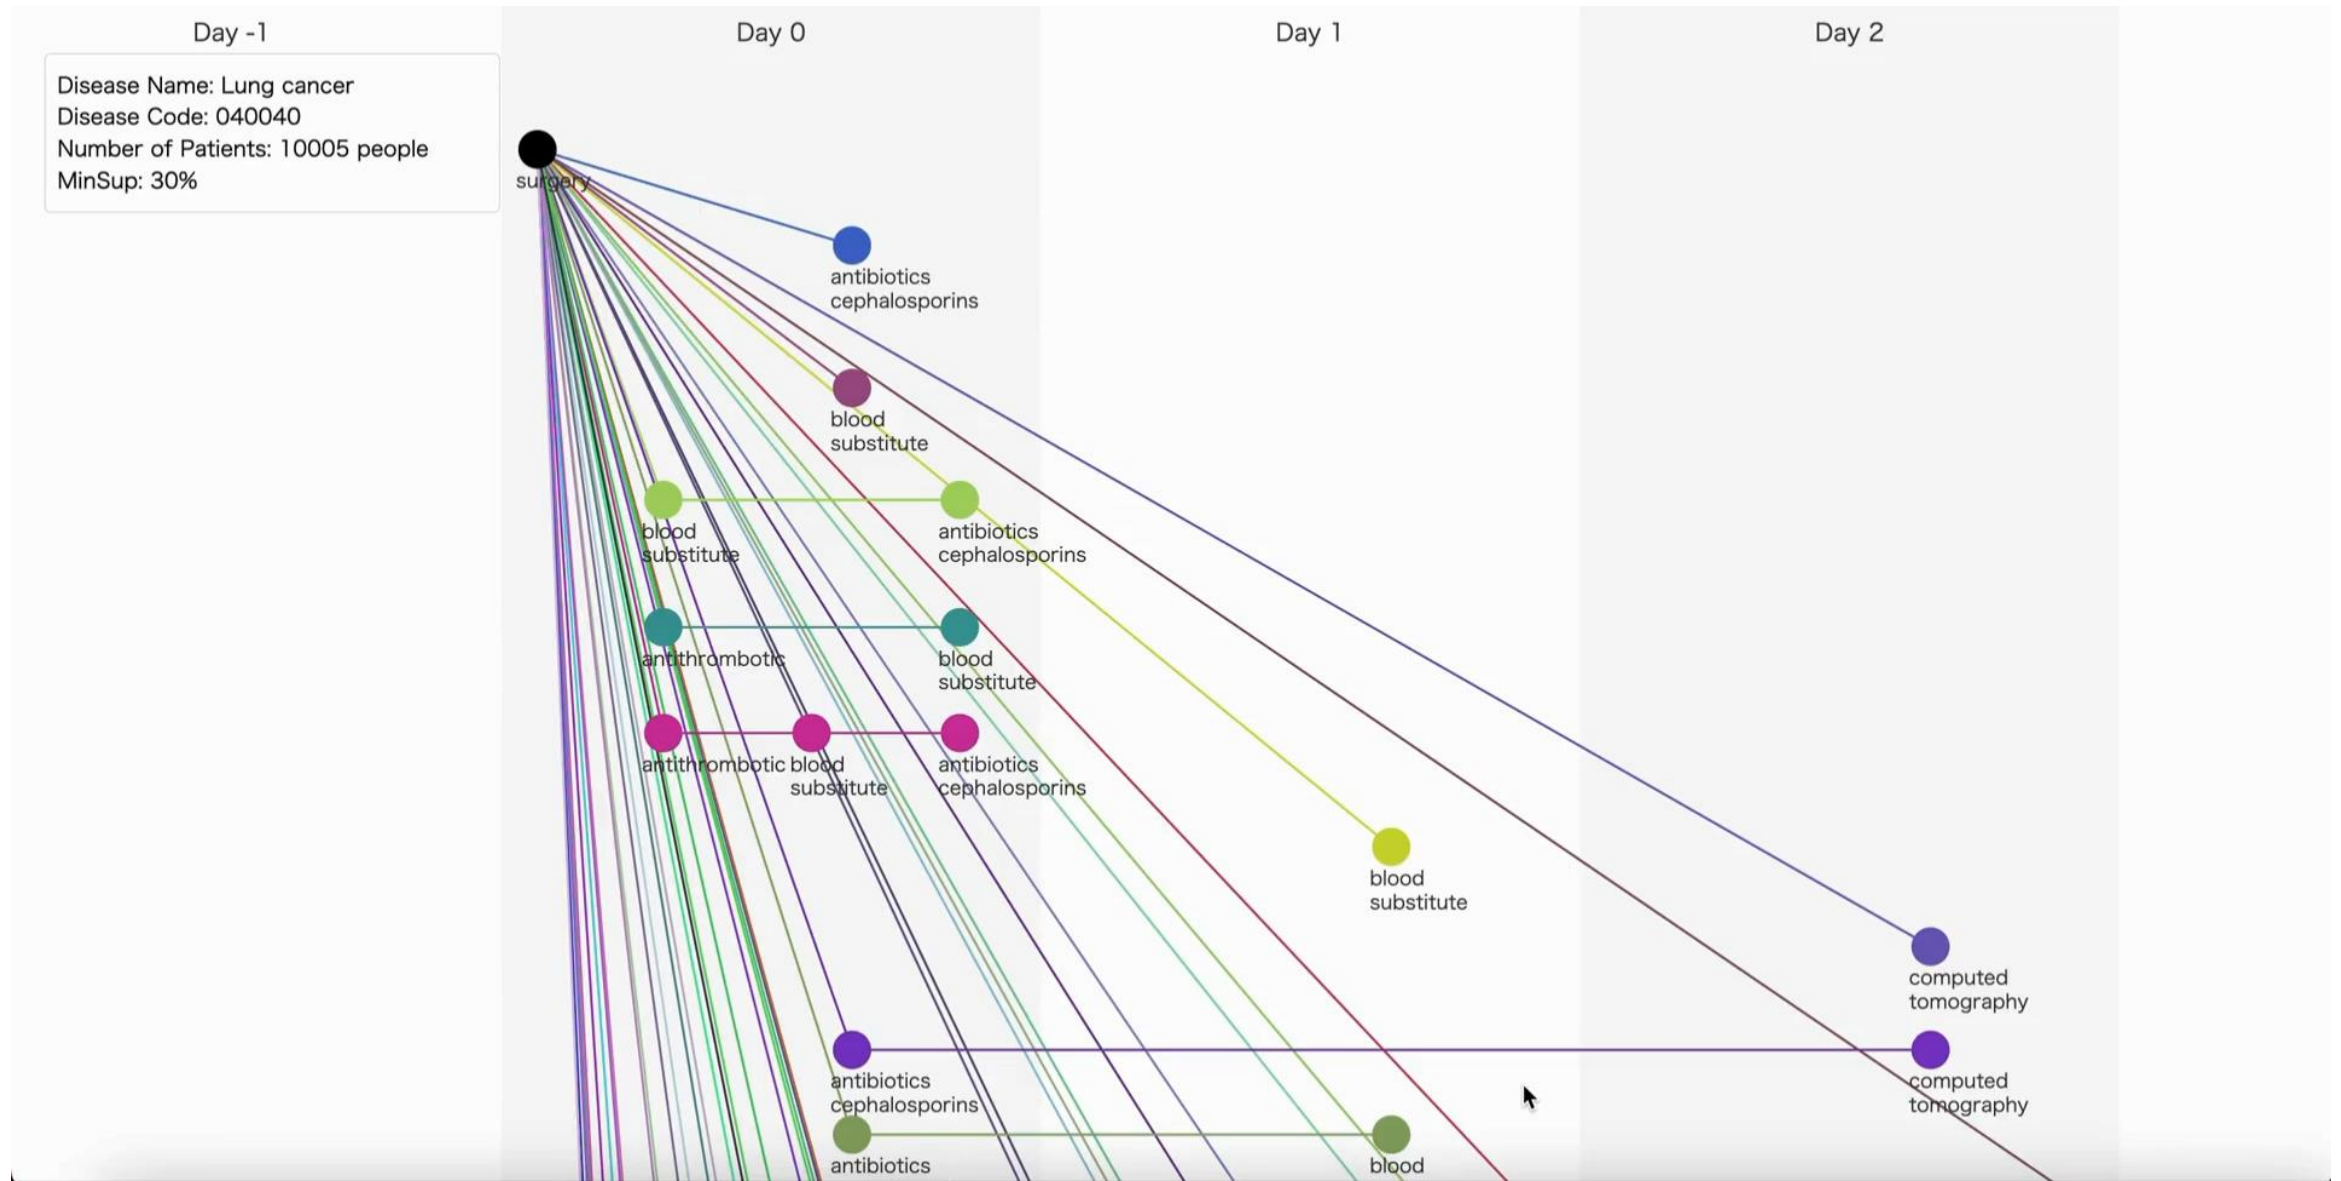 Day -1
Day 0
Day 1
Day 2
Disease Name: Lung cancer
Disease Code: 040040
Number of Patients: 10005 people
MinSup: 30%
surgery
antibiotics
cephalosporins
blood
substitute
blood
substitute
antibiotics
cephalosporins
antithrombotic
blood
substitute
antithrombotic
blood
substitute
antibiotics
cephalosporins
blood
substitute
computed
tomography
antibiotics
cephalosporins
computed
tomography
antibiotics
blood